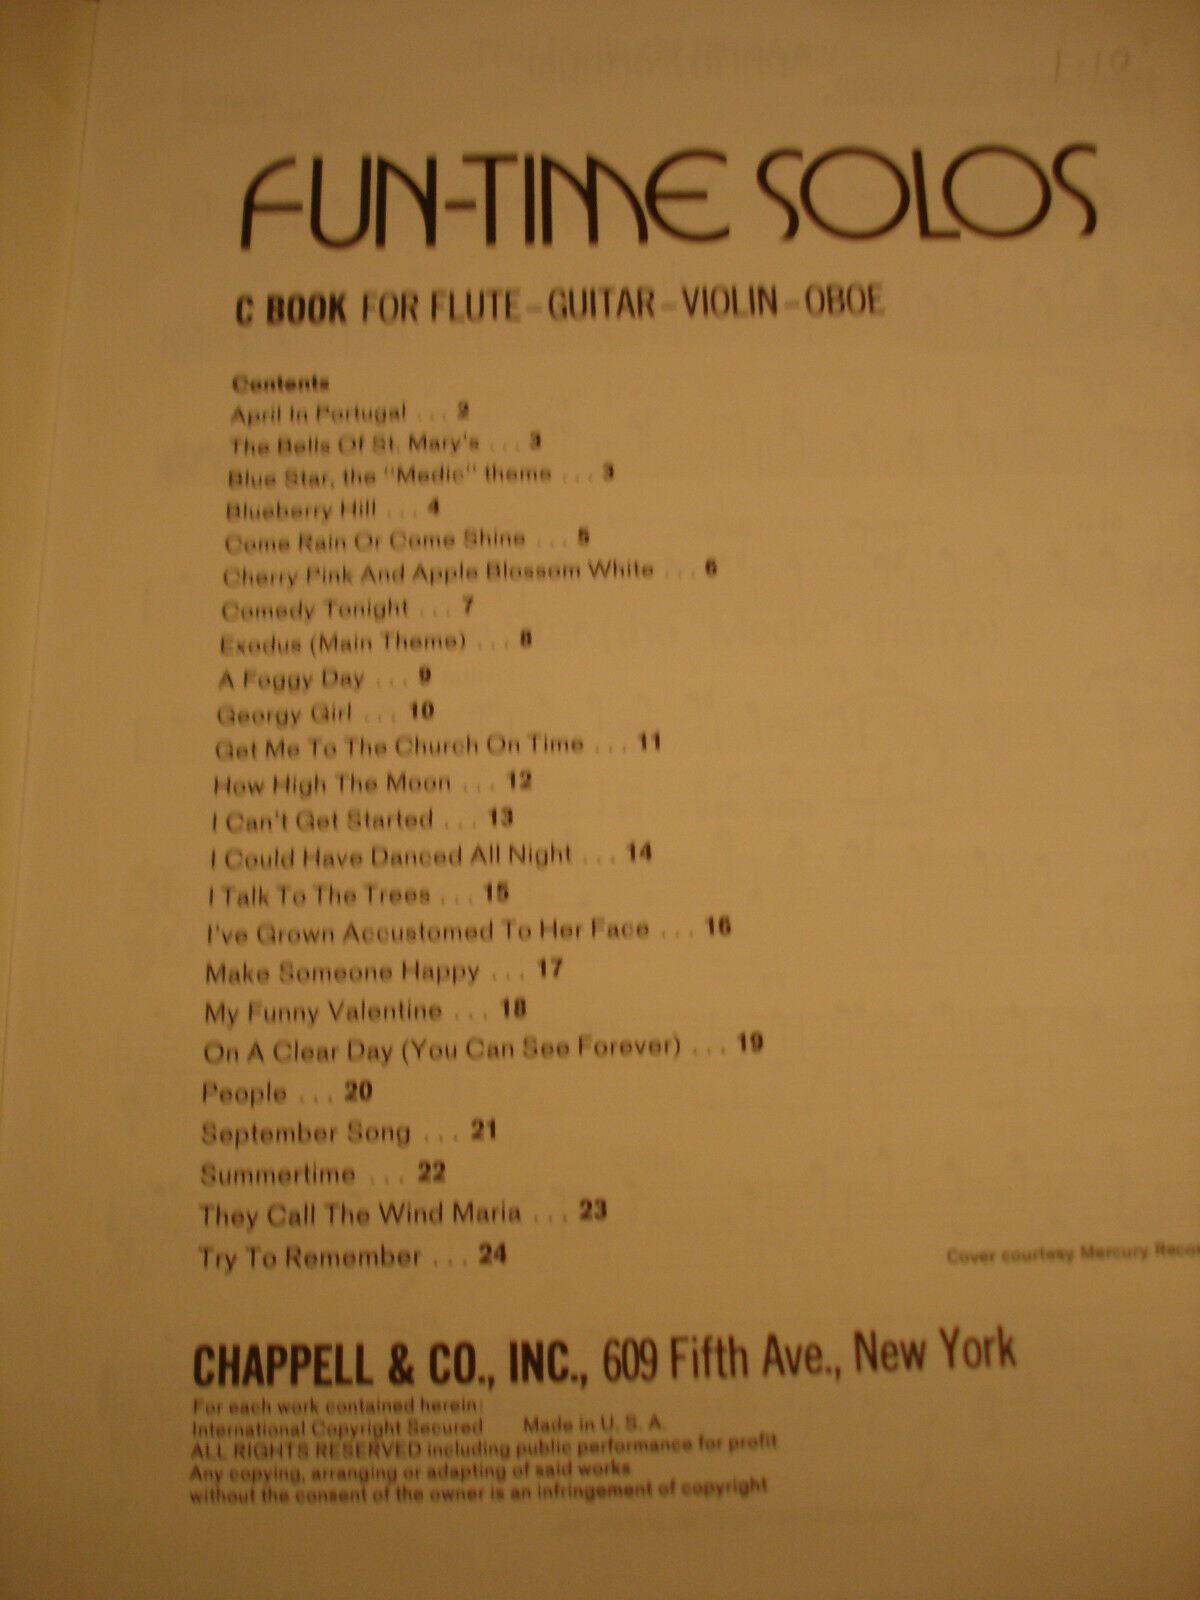 1.10
FUN-TIME SOLOS
C BOOK FOR FLUTE–GUITAR–VIOLIN–OBOE
Contents
April In Portugal ... 2
The Bells Of St. Mary's ... 3
Blue Star, the "Medic" theme ... 3
Blueberry Hill ... 4
Come Rain Or Come Shine ... 5
Cherry Pink And Apple Blossom White ... 6
Comedy Tonight ... 7
Exodus (Main Theme) ... 8
A Foggy Day ... 9
Georgy Girl ... 10
Get Me To The Church On Time ... 11
How High The Moon ... 12
I Can't Get Started ... 13
I Could Have Danced All Night ... 14
I Talk To The Trees ... 15
I've Grown Accustomed To Her Face ... 16
Make Someone Happy ... 17
My Funny Valentine ... 18
On A Clear Day (You Can See Forever) ... 19
People ... 20
September Song ... 21
Summertime ... 22
They Call The Wind Maria ... 23
Try To Remember ... 24
Cover courtesy Mercury Recor
CHAPPELL & CO., INC., 609 Fifth Ave., New York
For each work contained herein:
International Copyright Secured Made in U. S. A.
ALL RIGHTS RESERVED including public performance for profit
Any copying, arranging or adapting of said works
without the consent of the owner is an infringement of copyright